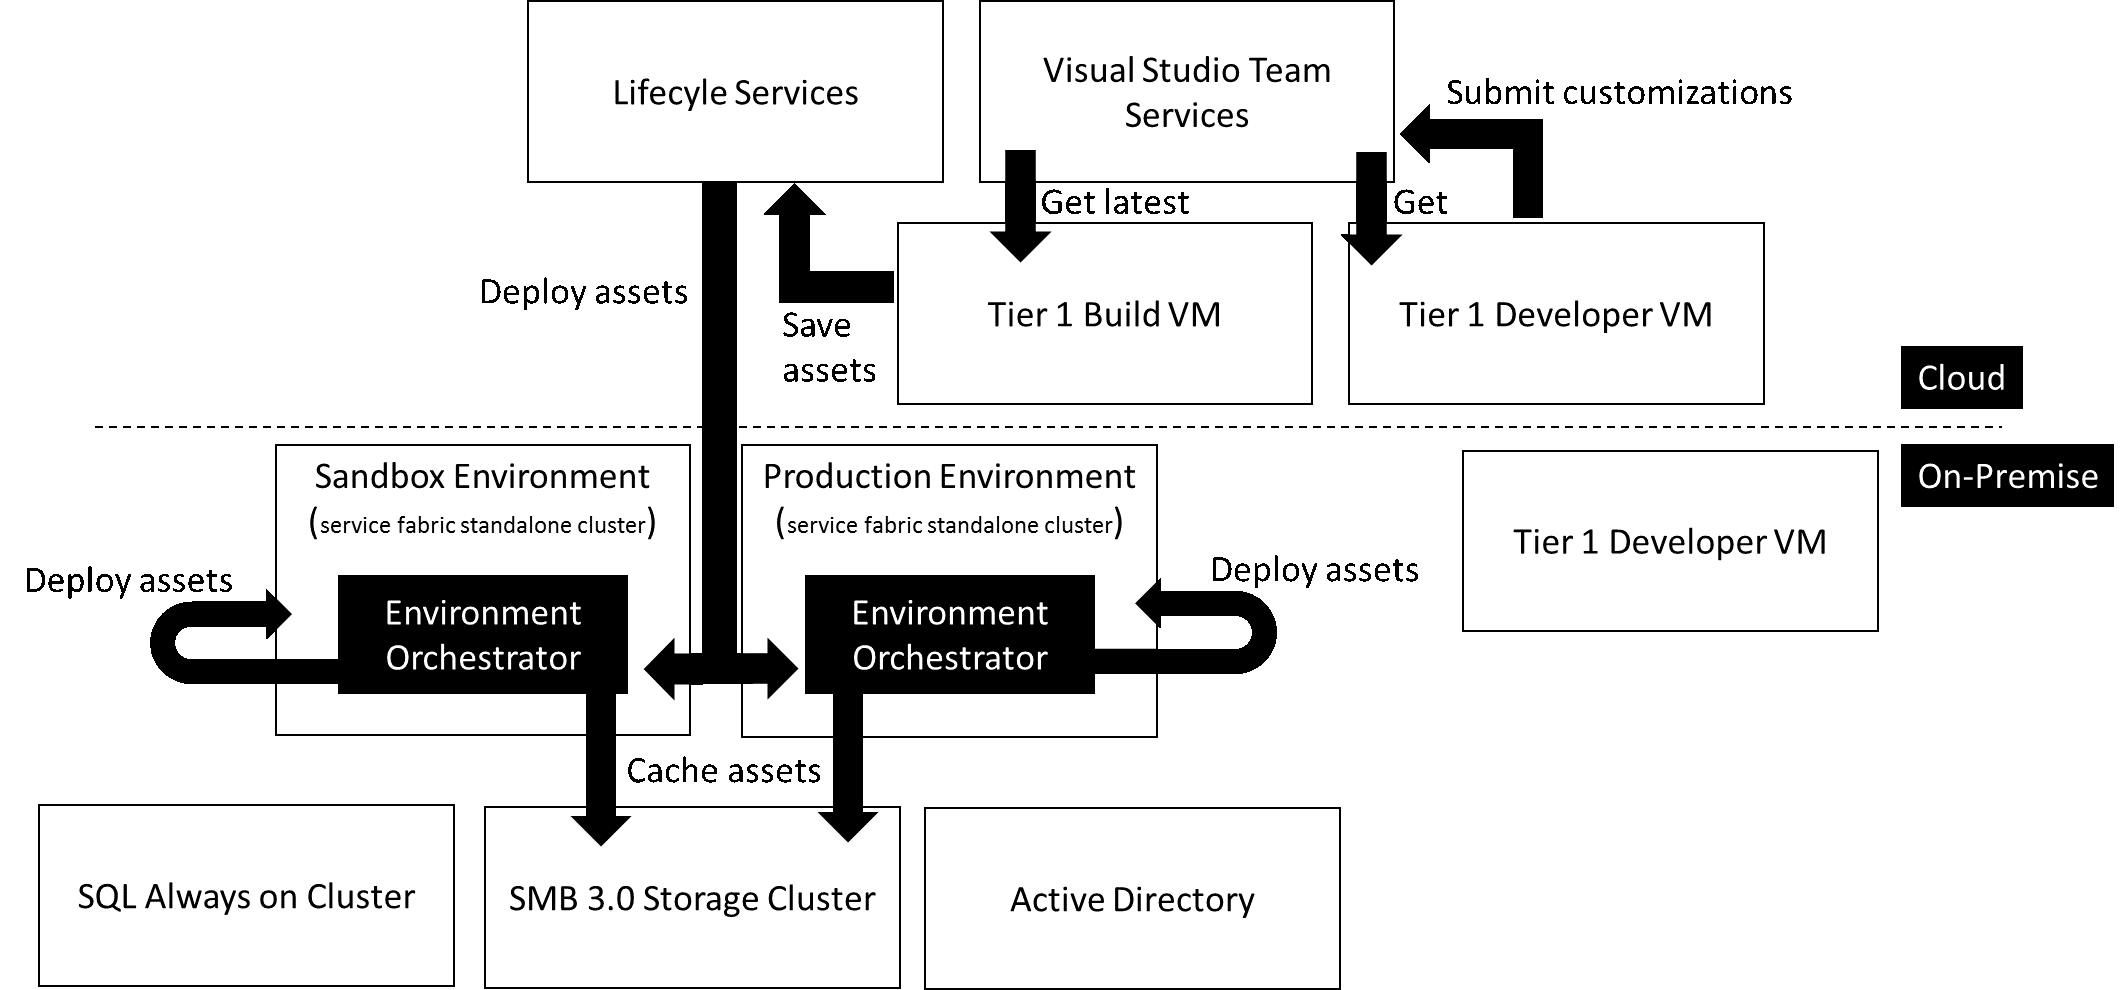 Lifecyle Services
Visual Studio Team
Services
Submit customizations
Get latest
Get
Deploy assets
Save
assets
Tier 1 Build VM
Tier 1 Developer VM
Cloud
On-Premise
Sandbox Environment
(service fabric standalone cluster)
Production Environment
(service fabric standalone cluster)
Tier 1 Developer VM
Deploy assets
Environment
Orchestrator
Environment
Orchestrator
Deploy assets
Cache assets
SQL Always on Cluster
SMB 3.0 Storage Cluster
Active Directory